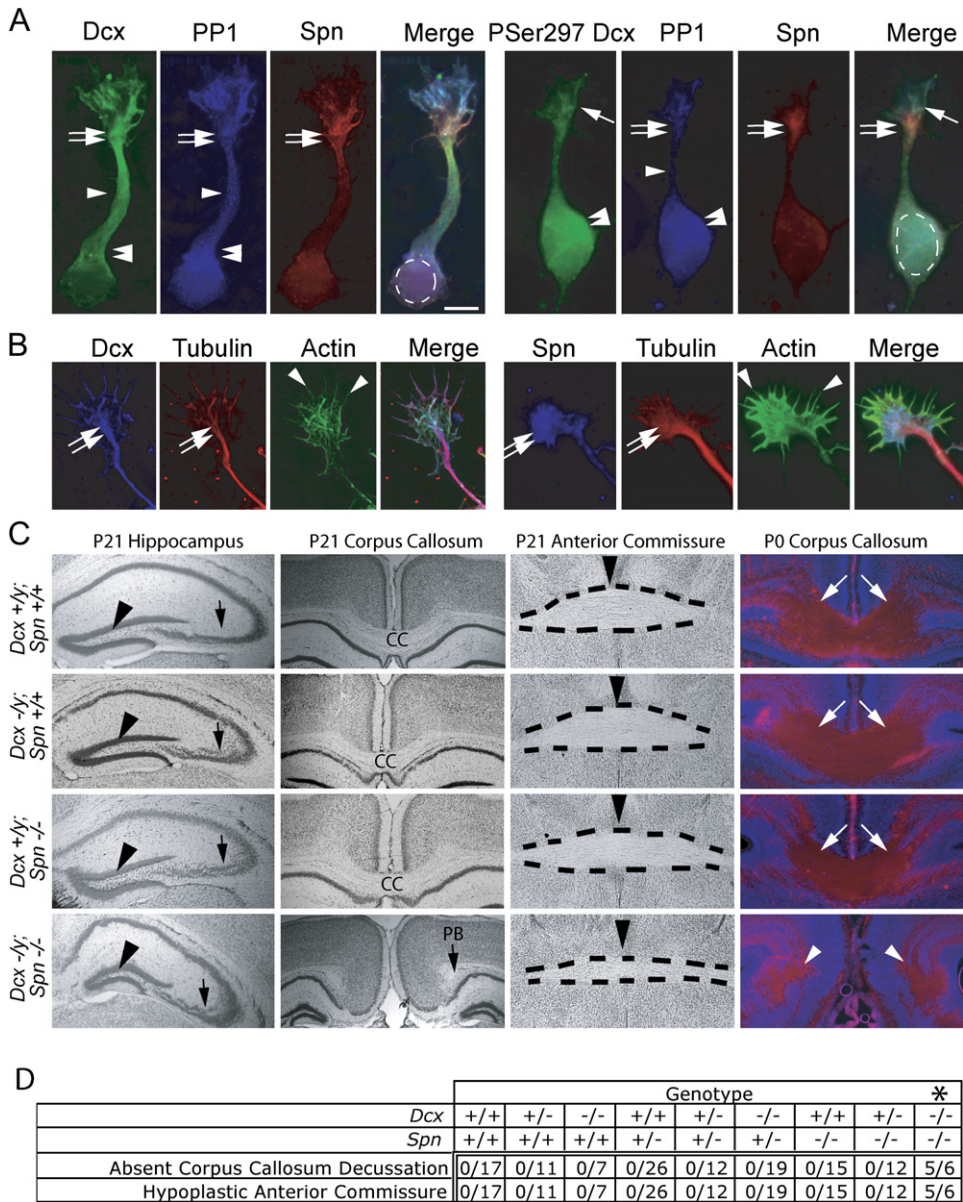 A
Dcx PP1 Spn Merge PSer297 Dcx PP1 Spn Merge
B
Dcx Tubulin Actin Merge Spn Tubulin Actin Merge
C
P21 Hippocampus P21 Corpus Callosum P21 Anterior Commissure P0 Corpus Callosum
Dcx +/y;
Spn +/+
CC
Dcx -/y;
Spn +/+
CC
Dcx +/y;
Spn -/-
CC
Dcx -/y;
Spn -/-
PB
D
Genotype *
Dcx +/+ +/- -/- +/+ +/- -/- +/+ +/- -/-
Spn +/+ +/+ +/+ +/- +/- +/- -/- -/- -/-
Absent Corpus Callosum Decussation 0/17 0/11 0/7 0/26 0/12 0/19 0/15 0/12 5/6
Hypoplastic Anterior Commissure 0/17 0/11 0/7 0/26 0/12 0/19 0/15 0/12 5/6